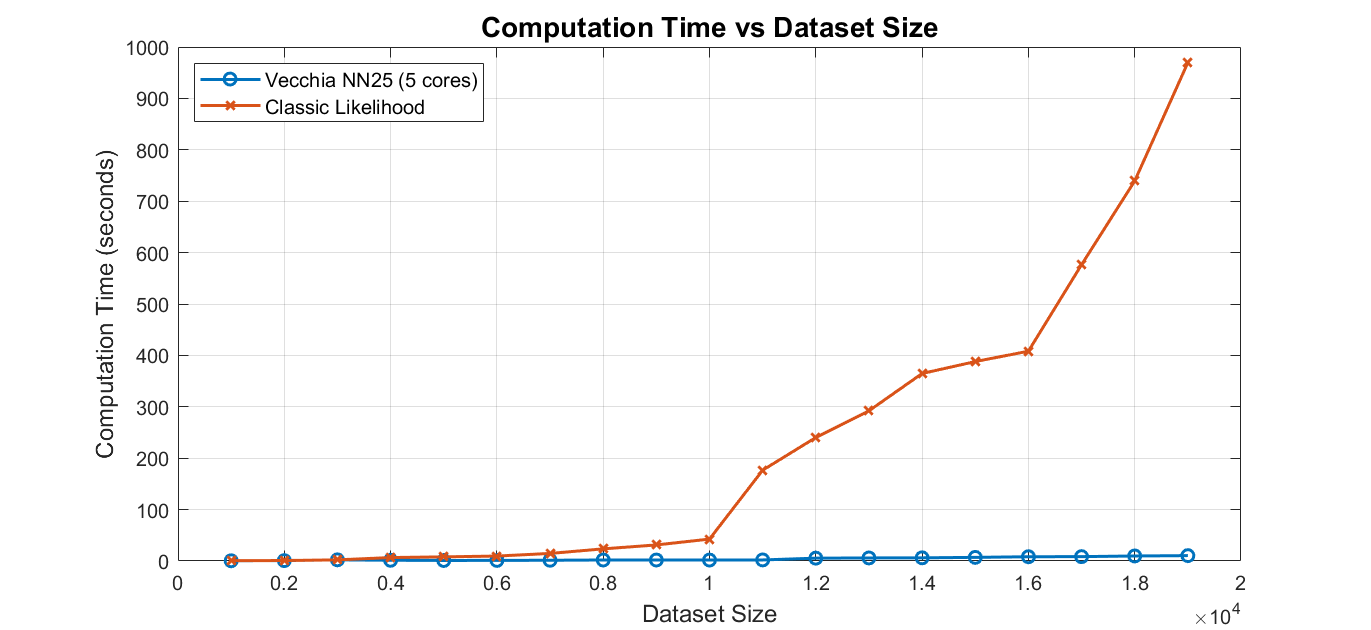 Computation Time vs Dataset Size
Vecchia NN25 (5 cores)
Classic Likelihood
Computation Time (seconds)
1000
900
800
700
600
500
400
300
200
100
0
0 0.2 0.4 0.6 0.8 1 1.2 1.4 1.6 1.8 2
Dataset Size
×10⁴